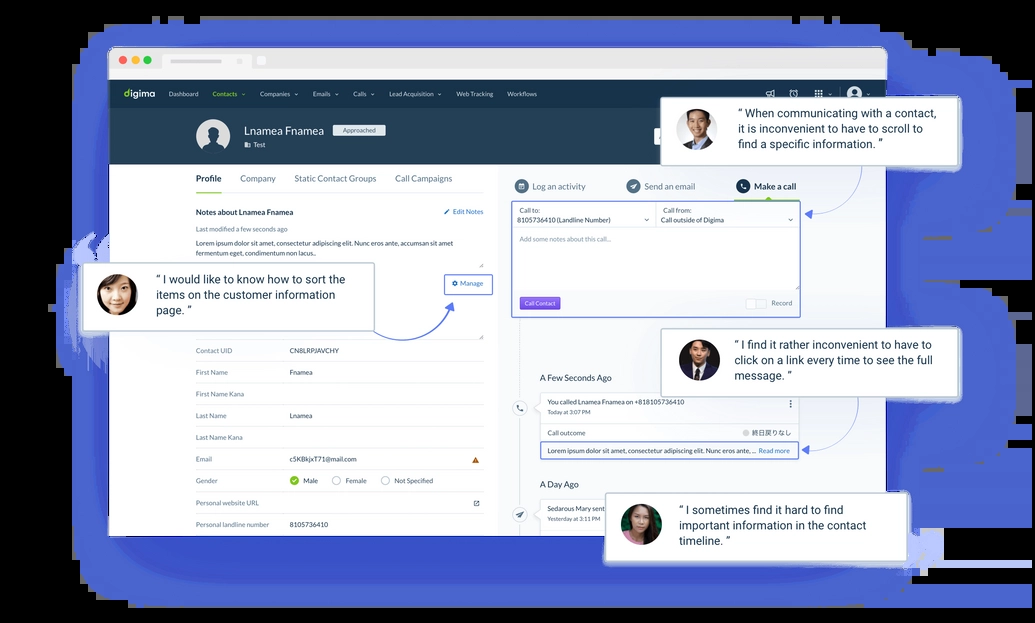 digima
Dashboard
Contacts
Companies
Emails
Calls
Lead Acquisition
Web Tracking
Workflows
Lnamea Fnamea
Approached
Test
“ When communicating with a contact,
it is inconvenient to have to scroll to
find a specific information. ”
Profile
Company
Static Contact Groups
Call Campaigns
Log an activity
Send an email
Make a call
Notes about Lnamea Fnamea
Edit Notes
Last modified a few seconds ago
Lorem ipsum dolor sit amet, consectetur adipiscing elit. Nunc eros ante, accumsan sit amet
fermentum eget, condimentum non lacus..
Call to:
8105736410 (Landline Number)
Call from:
Call outside of Digima
Add some notes about this call...
Call Contact
Record
“ I would like to know how to sort the
items on the customer information
page. ”
Manage
Contact UID
CN8LRPJAVCHY
First Name
Fnamea
First Name Kana
Last Name
Lnamea
Last Name Kana
Email
c5KBkjxT71@mail.com
Gender
Male
Female
Not Specified
Personal website URL
Personal landline number
8105736410
“ I find it rather inconvenient to have to
click on a link every time to see the full
message. ”
A Few Seconds Ago
You called Lnamea Fnamea on +818105736410
Today at 3:07 PM
Call outcome
終日戻りなし
Lorem ipsum dolor sit amet, consectetur adipiscing elit. Nunc eros ante, ... Read more
A Day Ago
Sedarous Mary sent
Yesterday at 3:11 PM
“ I sometimes find it hard to find
important information in the contact
timeline. ”